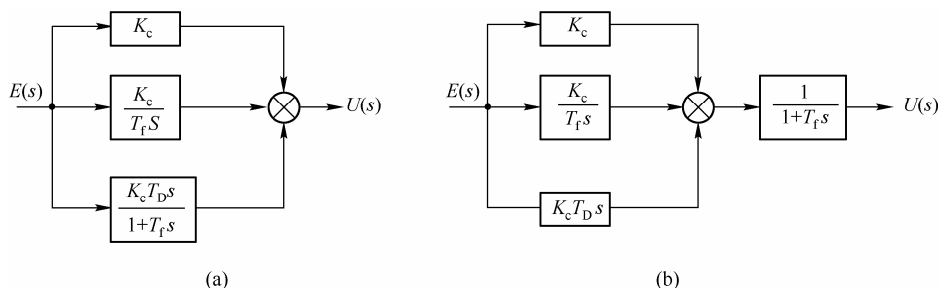 K_c
E(s)
K_c
T_f S
U(s)
K_c T_D s
1+T_f s
(a)
K_c
E(s)
K_c
T_f s
1
1+T_f s
U(s)
K_c T_D s
(b)